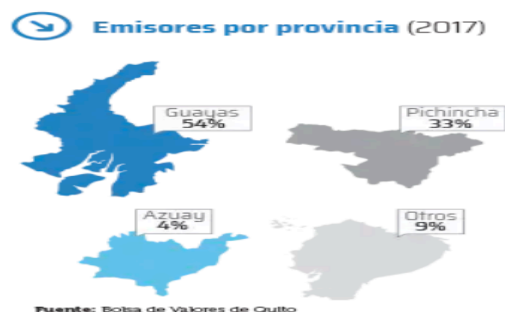 Emisores por provincia (2017)
Guayas
54%
Pichincha
33%
Azuay
4%
Otros
9%
Fuente: Bolsa de Valores de Quito